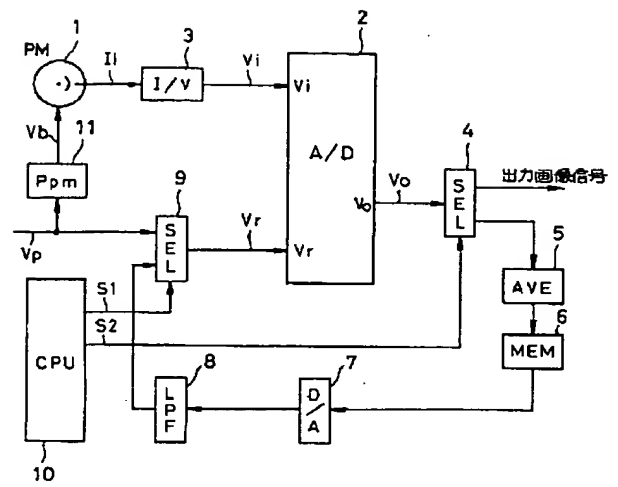 1
PM
I1
3
I/V
Vi
2
Vi
A/D
Vo
Vr
Vb
11
Ppm
Vp
9
SEL
Vr
Vo
4
SEL
出力画像信号
5
AVE
6
MEM
S1
S2
CPU
10
8
LPF
7
D/A